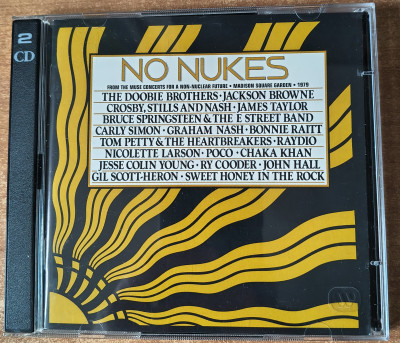 2
CD
NO NUKES
FROM THE MUSE CONCERTS FOR A NON-NUCLEAR FUTURE • MADISON SQUARE GARDEN • 1979
THE DOOBIE BROTHERS • JACKSON BROWNE
CROSBY, STILLS AND NASH • JAMES TAYLOR
BRUCE SPRINGSTEEN & THE E STREET BAND
CARLY SIMON • GRAHAM NASH • BONNIE RAITT
TOM PETTY & THE HEARTBREAKERS • RAYDIO
NICOLETTE LARSON • POCO • CHAKA KHAN
JESSE COLIN YOUNG • RY COODER • JOHN HALL
GIL SCOTT-HERON • SWEET HONEY IN THE ROCK